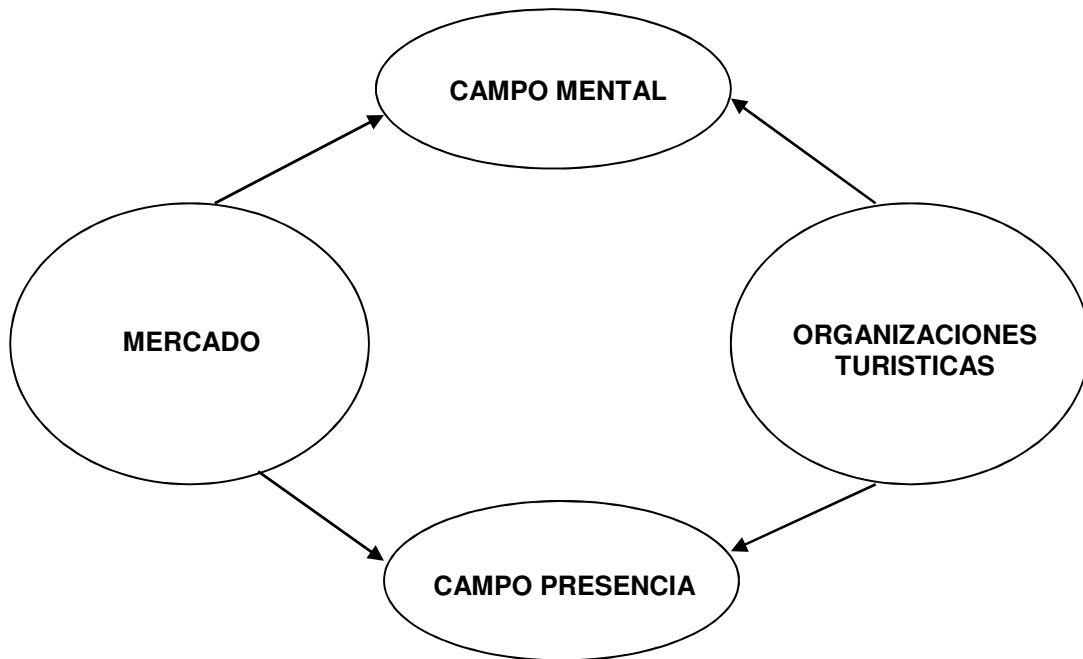 CAMPO MENTAL
MERCADO
ORGANIZACIONES
TURISTICAS
CAMPO PRESENCIA